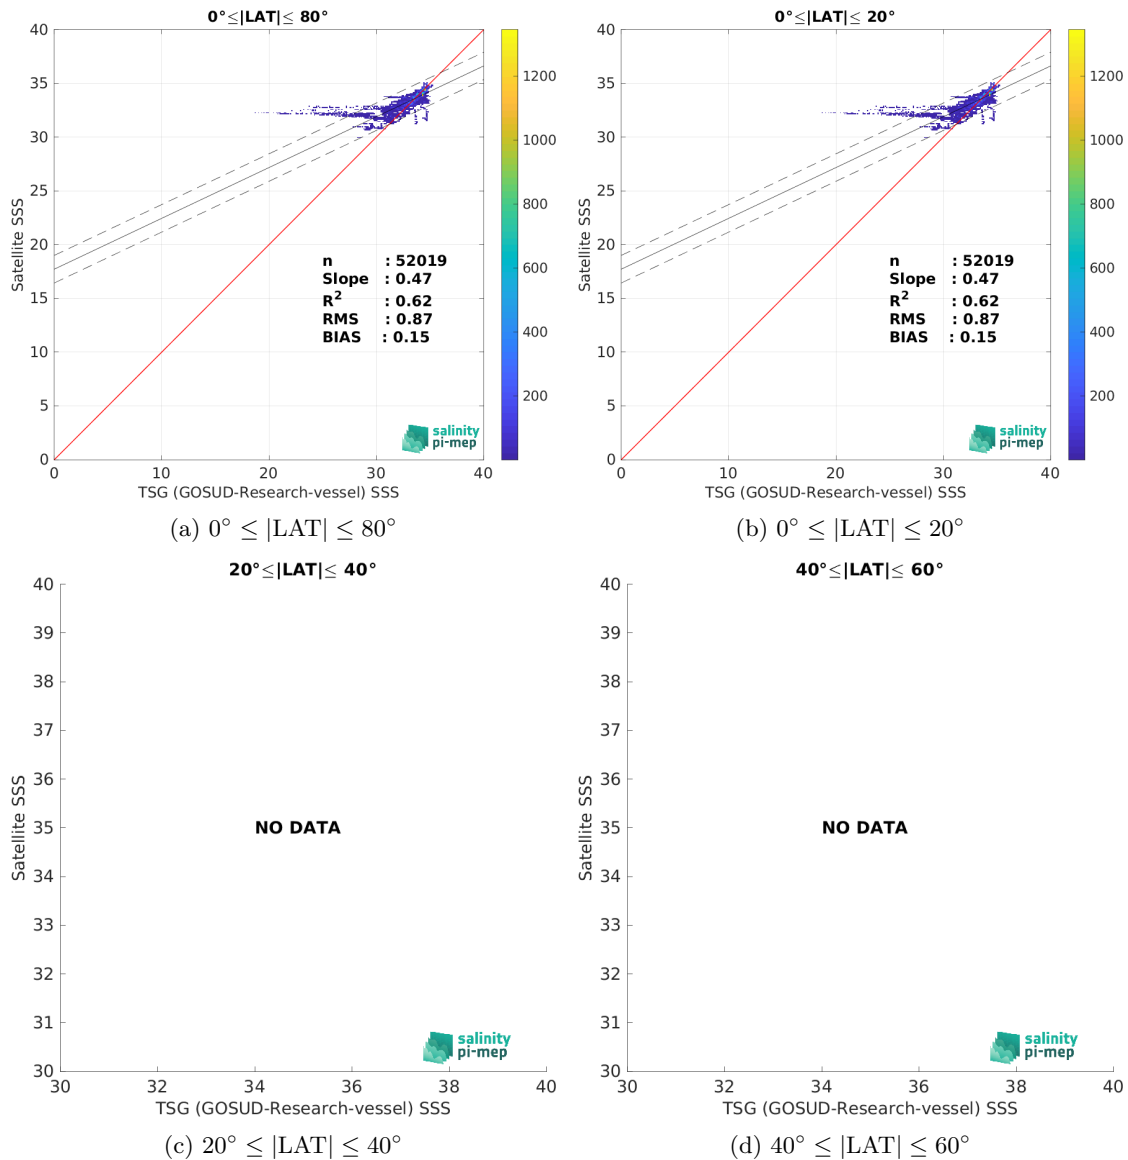 0°≤|LAT|≤ 80°
40
35
30
25
20
15
10
5
0
Satellite SSS
n : 52019
Slope : 0.47
R² : 0.62
RMS : 0.87
BIAS : 0.15
salinity
pi-mep
0 10 20 30 40
TSG (GOSUD-Research-vessel) SSS
1200
1000
800
600
400
200
(a) 0° ≤ |LAT| ≤ 80°
0°≤|LAT|≤ 20°
40
35
30
25
20
15
10
5
0
Satellite SSS
n : 52019
Slope : 0.47
R² : 0.62
RMS : 0.87
BIAS : 0.15
salinity
pi-mep
0 10 20 30 40
TSG (GOSUD-Research-vessel) SSS
1200
1000
800
600
400
200
(b) 0° ≤ |LAT| ≤ 20°
20°≤|LAT|≤ 40°
40
39
38
37
36
35
34
33
32
31
30
Satellite SSS
NO DATA
salinity
pi-mep
30 32 34 36 38 40
TSG (GOSUD-Research-vessel) SSS
(c) 20° ≤ |LAT| ≤ 40°
40°≤|LAT|≤ 60°
40
39
38
37
36
35
34
33
32
31
30
Satellite SSS
NO DATA
salinity
pi-mep
30 32 34 36 38 40
TSG (GOSUD-Research-vessel) SSS
(d) 40° ≤ |LAT| ≤ 60°